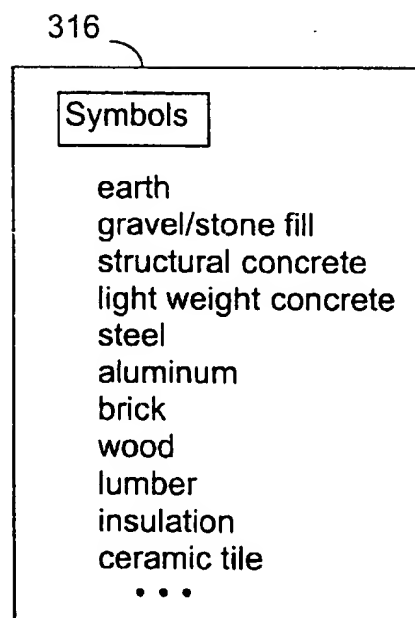 316
Symbols
earth
gravel/stone fill
structural concrete
light weight concrete
steel
aluminum
brick
wood
lumber
insulation
ceramic tile
• • •